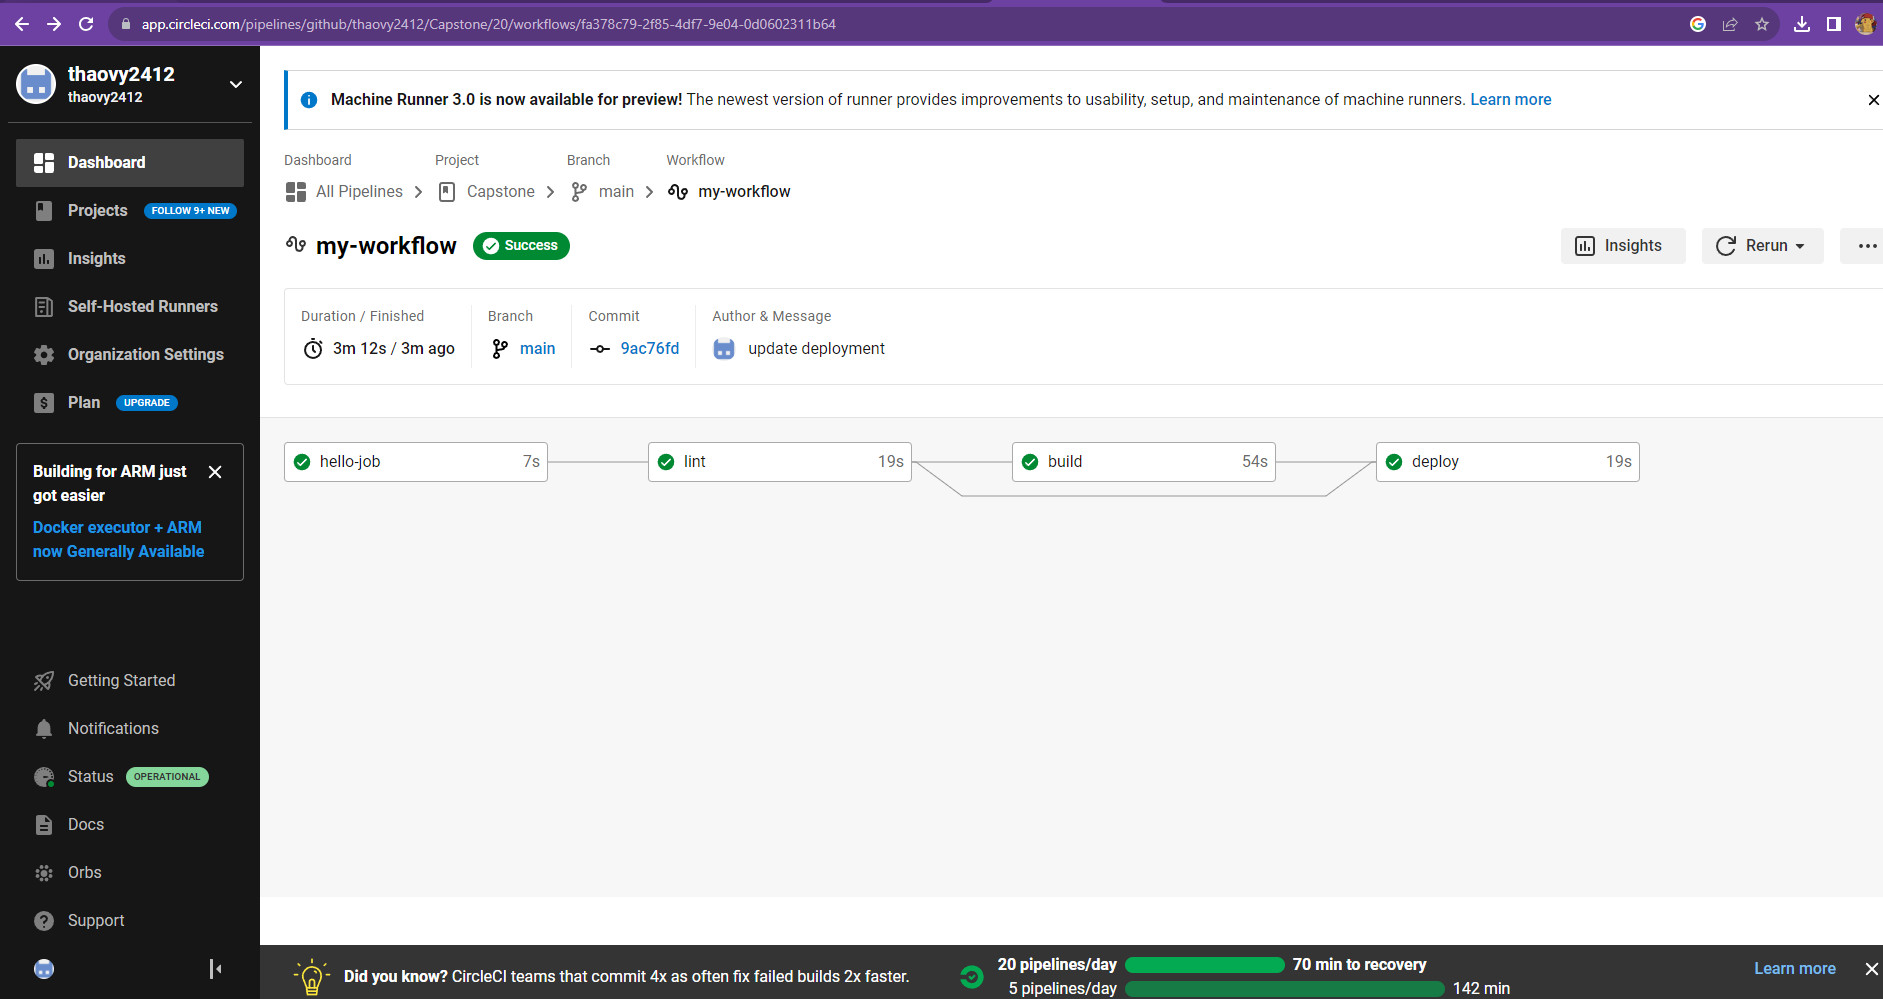 app.circleci.com/pipelines/github/thaovy2412/Capstone/20/workflows/fa378c79-2f85-4df7-9e04-0d0602311b64
thaovy2412
thaovy2412
Dashboard
Projects FOLLOW 9+ NEW
Insights
Self-Hosted Runners
Organization Settings
Plan UPGRADE
Building for ARM just
got easier
Docker executor + ARM
now Generally Available
Getting Started
Notifications
Status OPERATIONAL
Docs
Orbs
Support
Machine Runner 3.0 is now available for preview! The newest version of runner provides improvements to usability, setup, and maintenance of machine runners. Learn more
Dashboard Project Branch Workflow
All Pipelines Capstone main my-workflow
my-workflow Success Insights Rerun
Duration / Finished Branch Commit Author & Message
3m 12s / 3m ago main 9ac76fd update deployment
hello-job 7s lint 19s build 54s deploy 19s
Did you know? CircleCI teams that commit 4x as often fix failed builds 2x faster.
20 pipelines/day 70 min to recovery
5 pipelines/day 142 min
Learn more